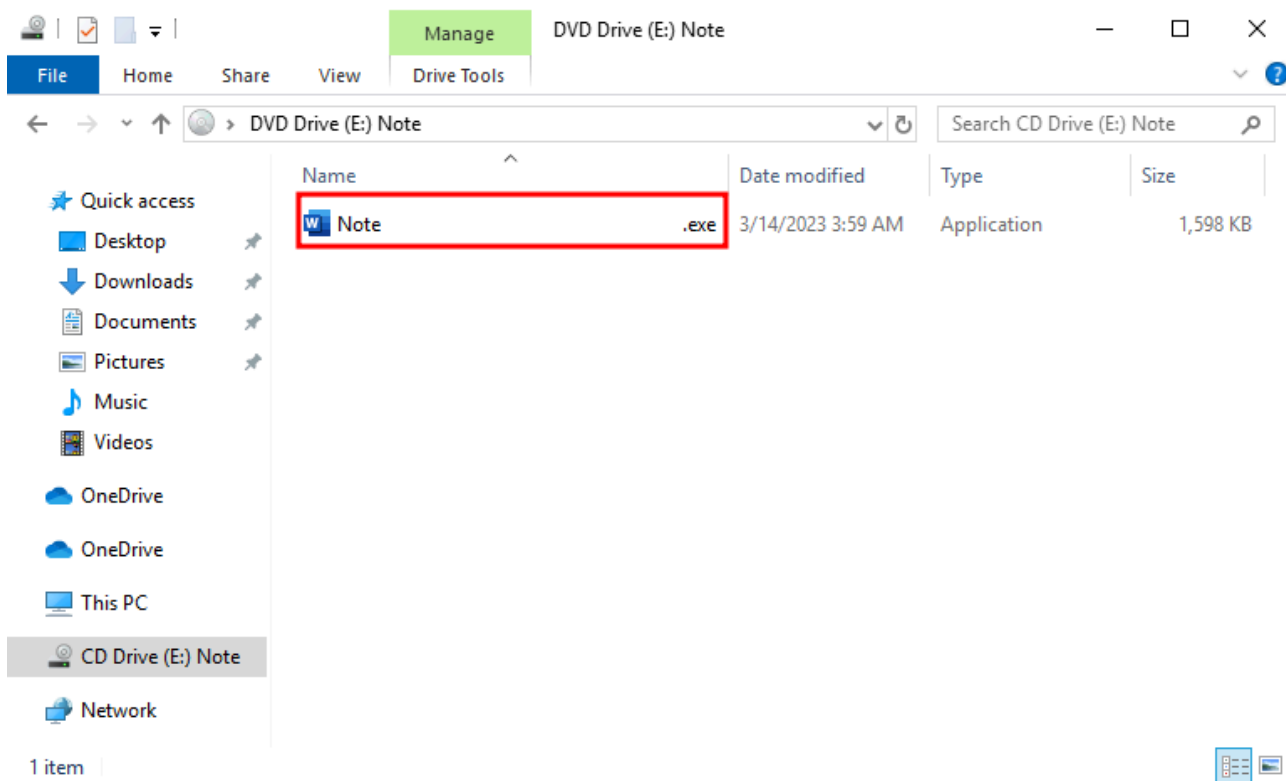 Manage DVD Drive (E:) Note
File Home Share View Drive Tools
DVD Drive (E:) Note Search CD Drive (E:) Note
Name Date modified Type Size
Quick access
W Note .exe 3/14/2023 3:59 AM Application 1,598 KB
Desktop
Downloads
Documents
Pictures
Music
Videos
OneDrive
OneDrive
This PC
CD Drive (E:) Note
Network
1 item